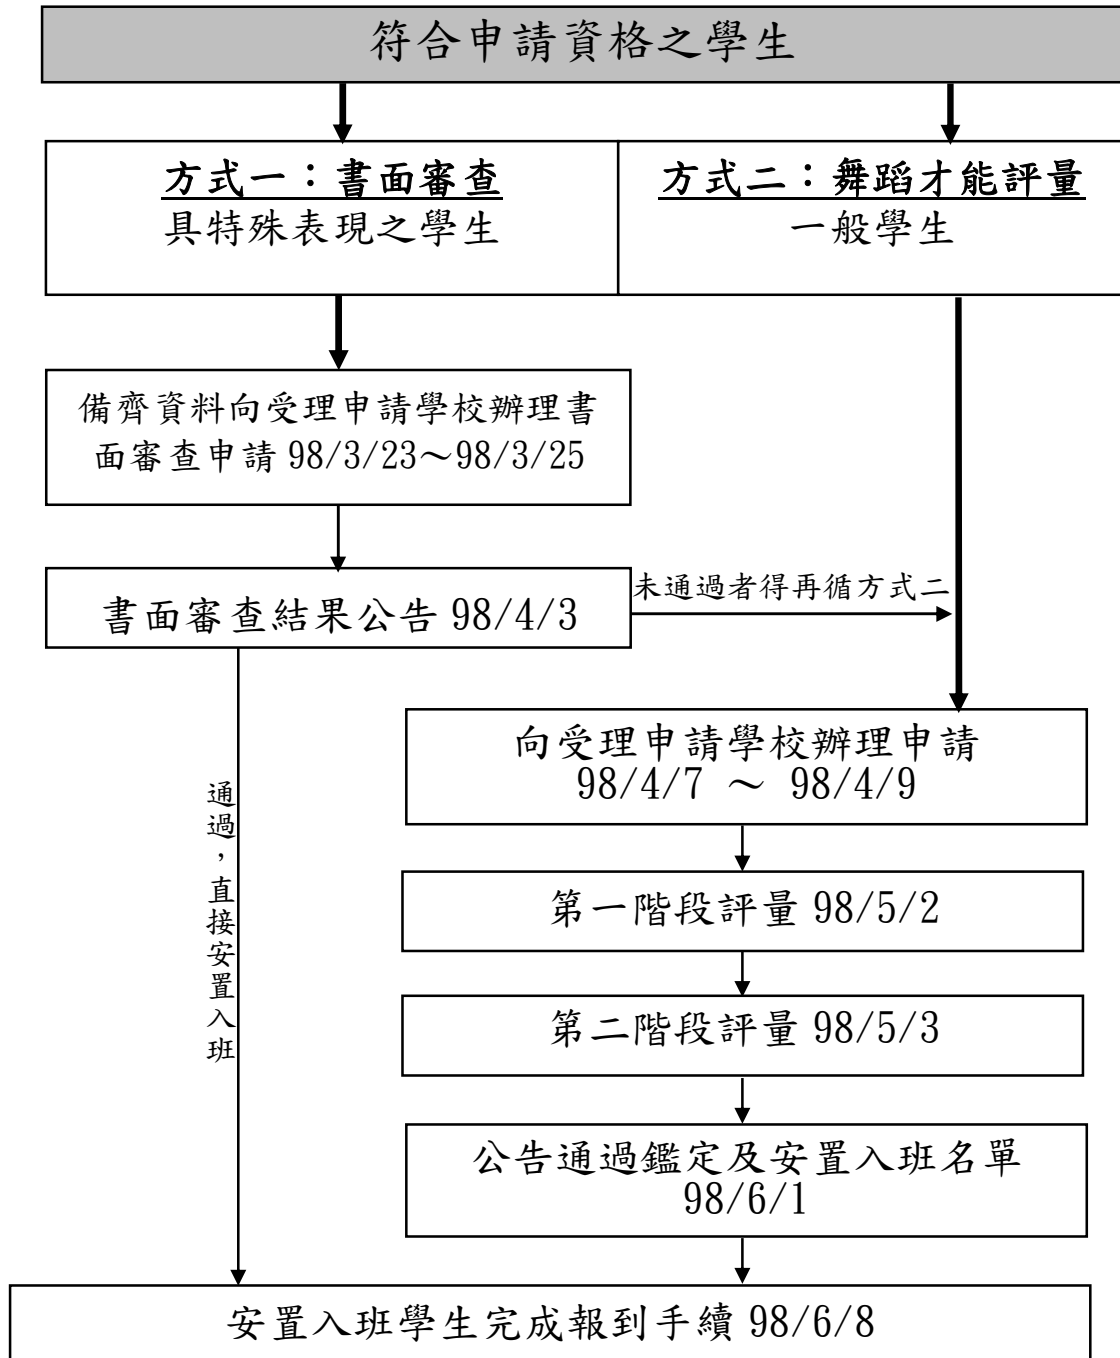 符合申請資格之學生
方式一：書面審查
具特殊表現之學生
方式二：舞蹈才能評量
一般學生
備齊資料向受理申請學校辦理書
面審查申請 98/3/23～98/3/25
書面審查結果公告 98/4/3
未通過者得再循方式二
向受理申請學校辦理申請
98/4/7 ～ 98/4/9
通過，直接安置入班
第一階段評量 98/5/2
第二階段評量 98/5/3
公告通過鑑定及安置入班名單
98/6/1
安置入班學生完成報到手續 98/6/8